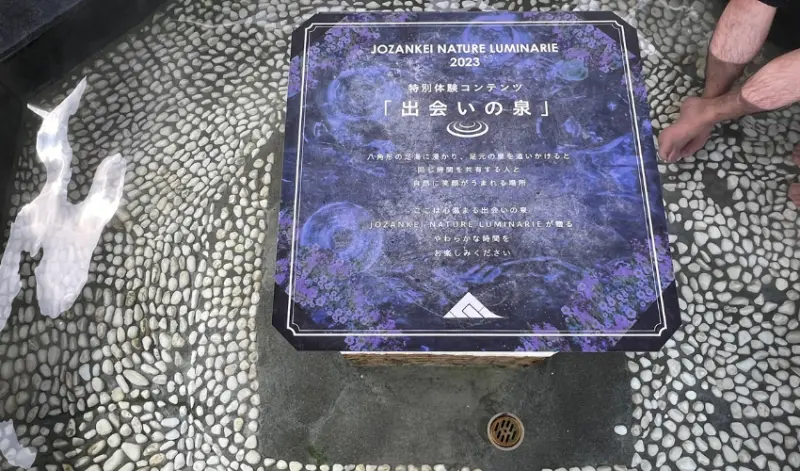 JOZANKEI NATURE LUMINARIE
2023
特別体験コンテンツ
「出会いの泉」
八角形の足湯に浸かり、足元の泉を追いかけると
同じ時間を共有する人と
自然に笑顔がうまれる場所
ここは心温まる出会いの泉
JOZANKEI NATURE LUMINARIEが贈る
やわらかな時間を
お楽しみください